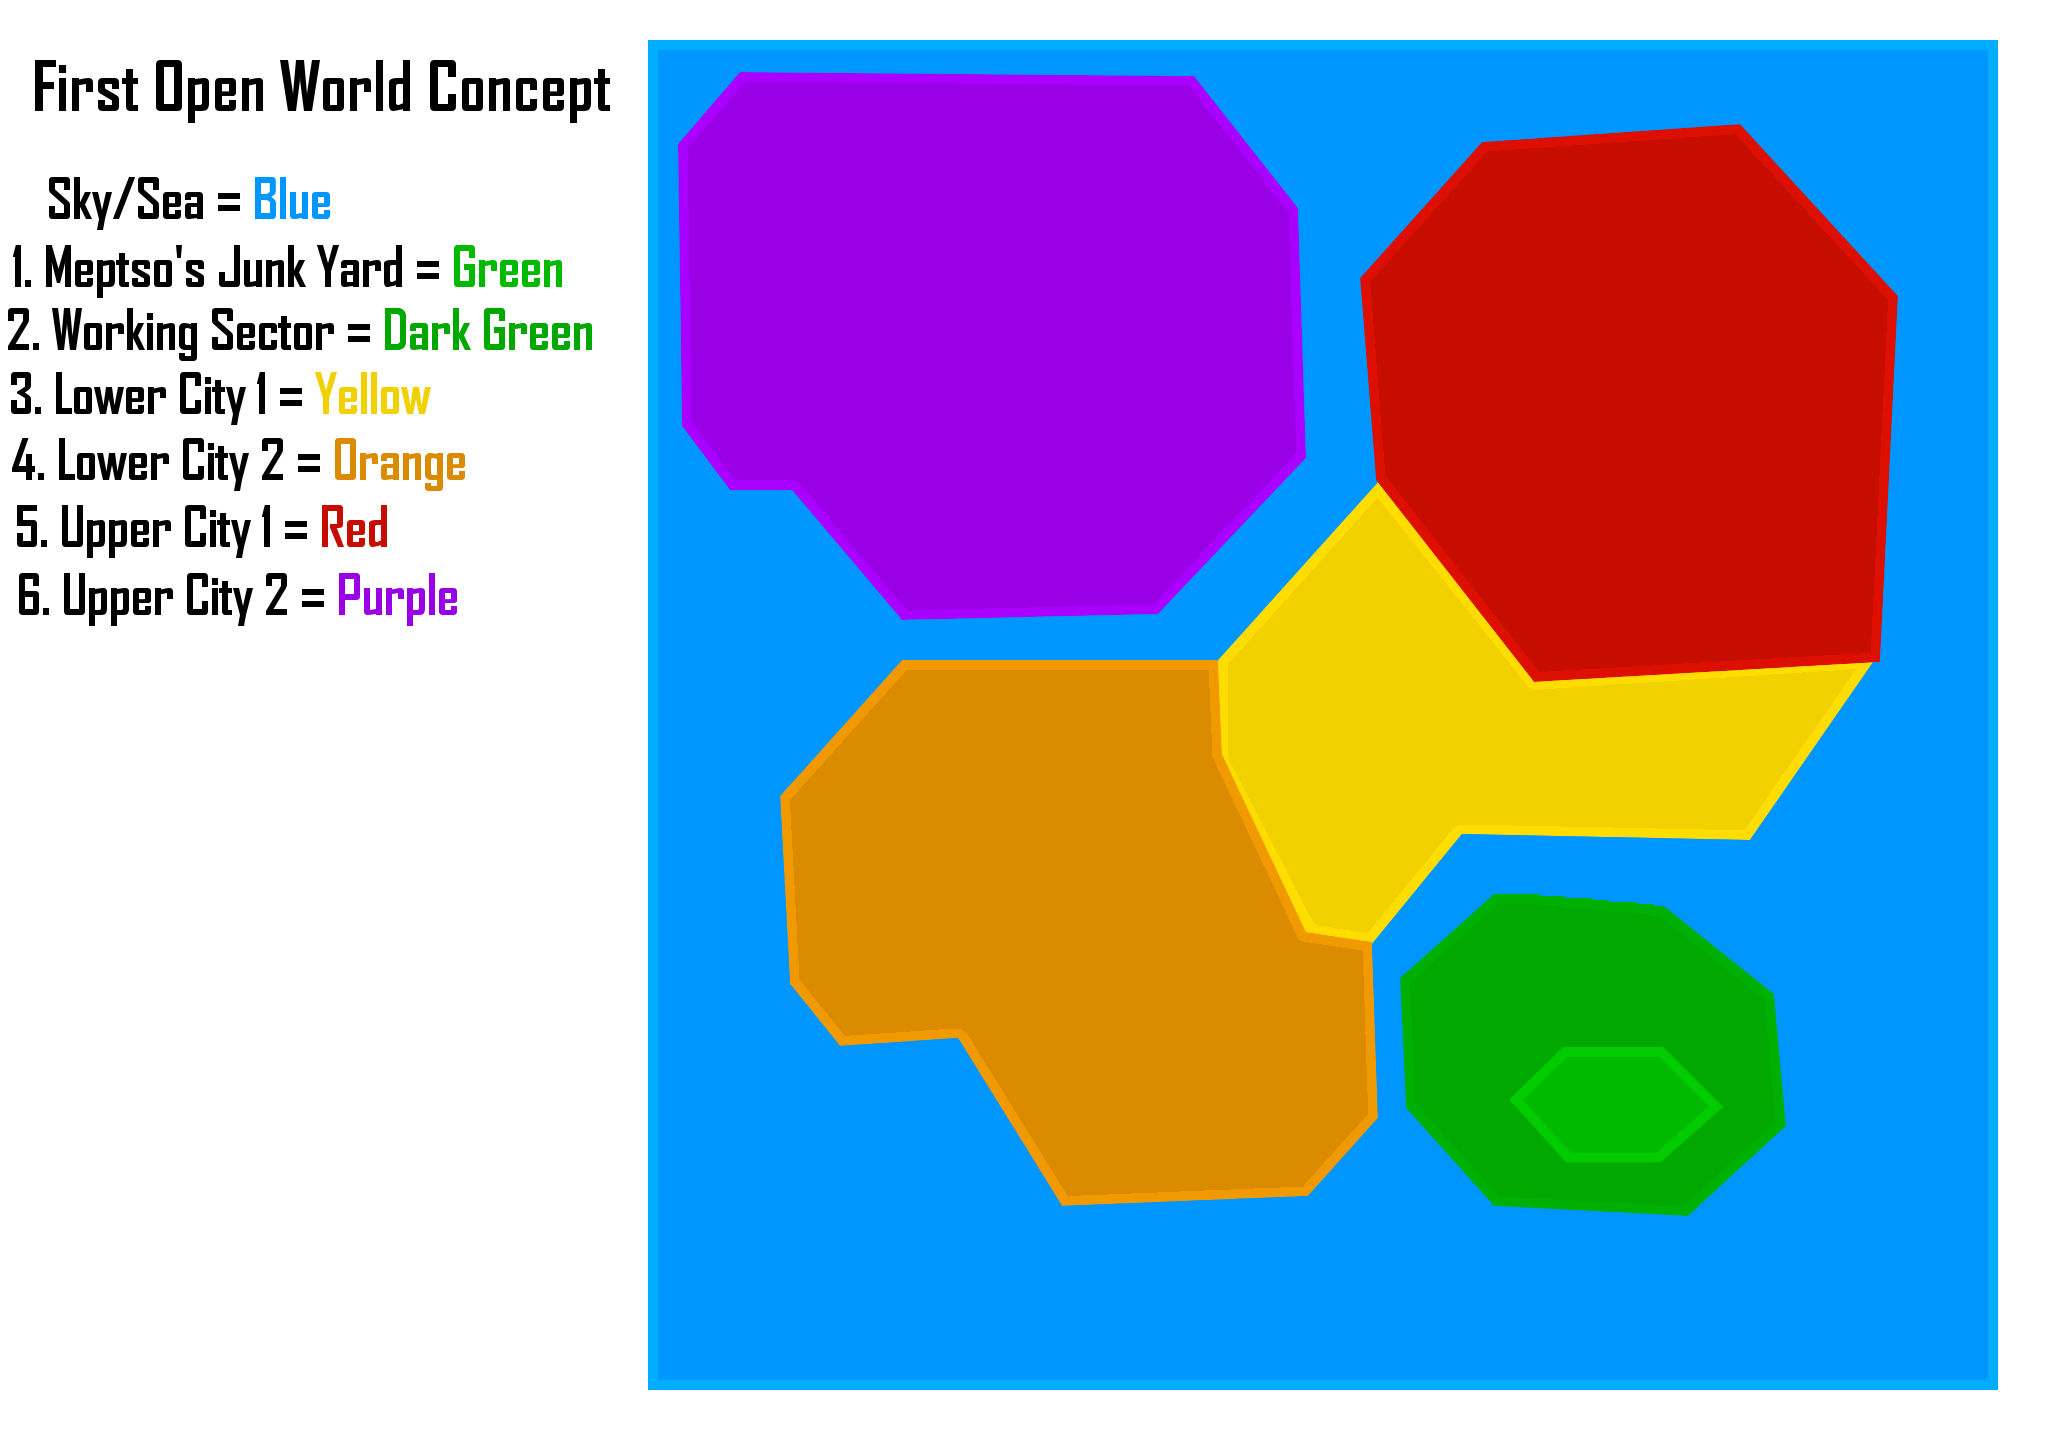 First Open World Concept
Sky/Sea = Blue
1. Meptso's Junk Yard = Green
2. Working Sector = Dark Green
3. Lower City 1 = Yellow
4. Lower City 2 = Orange
5. Upper City 1 = Red
6. Upper City 2 = Purple